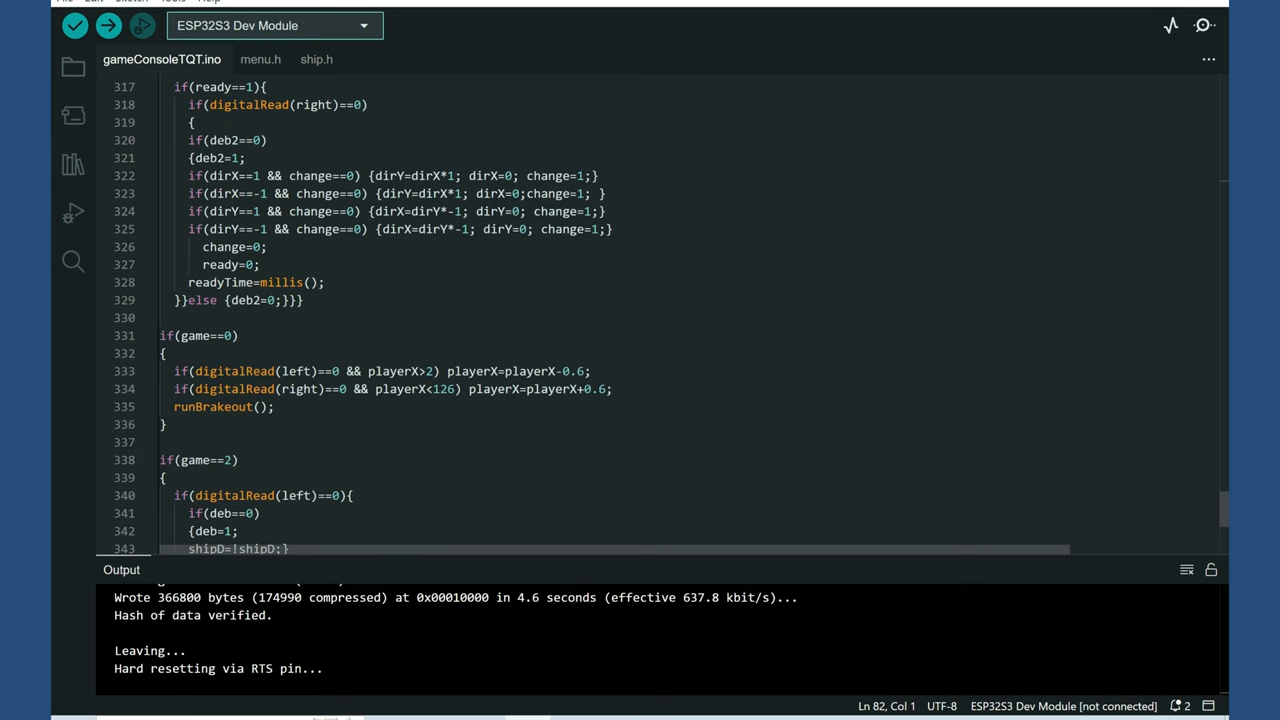 Edit Sketch Tools Help
ESP32S3 Dev Module
gameConsoleTQT.ino menu.h ship.h
317 if(ready==1){
318 if(digitalRead(right)==0)
319 {
320 if(deb2==0)
321 {deb2=1;
322 if(dirX==1 && change==0) {dirY=dirX*1; dirX=0; change=1;}
323 if(dirX==-1 && change==0) {dirY=dirX*1; dirX=0;change=1; }
324 if(dirY==1 && change==0) {dirX=dirY*-1; dirY=0; change=1;}
325 if(dirY==-1 && change==0) {dirX=dirY*-1; dirY=0; change=1;}
326 change=0;
327 ready=0;
328 readyTime=millis();
329 }}else {deb2=0;}}}
330
331 if(game==0)
332 {
333 if(digitalRead(left)==0 && playerX>2) playerX=playerX-0.6;
334 if(digitalRead(right)==0 && playerX<126) playerX=playerX+0.6;
335 runBrakeout();
336 }
337
338 if(game==2)
339 {
340 if(digitalRead(left)==0){
341 if(deb==0)
342 {deb=1;
343 shipD=!shipD;}
Output
Wrote 366800 bytes (174990 compressed) at 0x00010000 in 4.6 seconds (effective 637.8 kbit/s)...
Hash of data verified.
Leaving...
Hard resetting via RTS pin...
Ln 82, Col 1 UTF-8 ESP32S3 Dev Module [not connected] 2